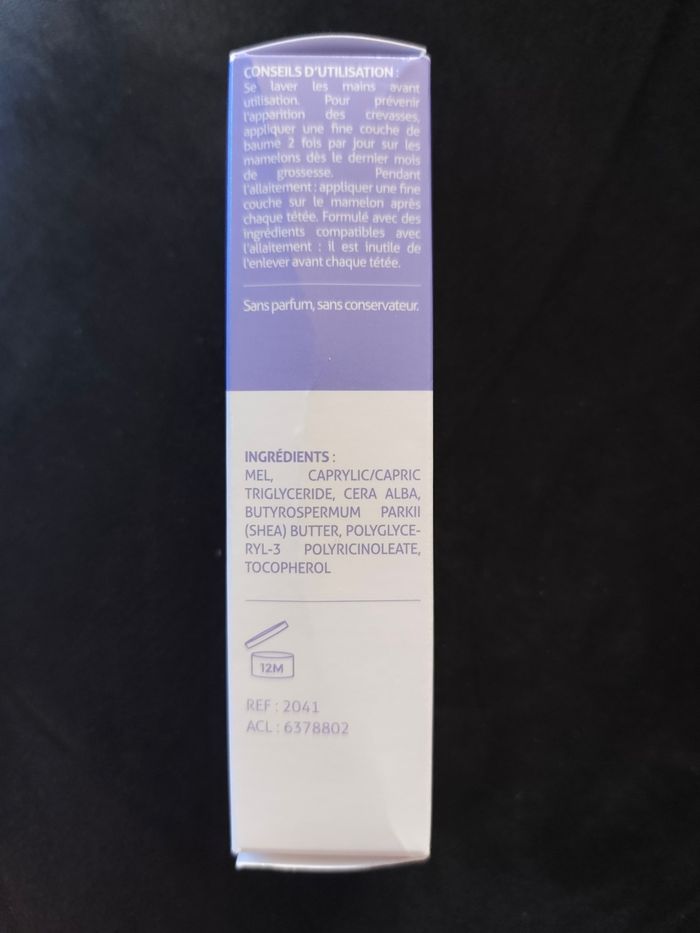 CONSEILS D'UTILISATION :
Se laver les mains avant
utilisation. Pour prévenir
l'apparition des crevasses,
appliquer une fine couche de
baume 2 fois par jour sur les
mamelons dès le dernier mois
de grossesse. Pendant
l'allaitement : appliquer une fine
couche sur le mamelon après
chaque tétée. Formulé avec des
ingrédients compatibles avec
l'allaitement : il est inutile de
l'enlever avant chaque tétée.
Sans parfum, sans conservateur.
INGRÉDIENTS :
MEL, CAPRYLIC/CAPRIC
TRIGLYCERIDE, CERA ALBA,
BUTYROSPERMUM PARKII
(SHEA) BUTTER, POLYGLYCE-
RYL-3 POLYRICINOLEATE,
TOCOPHEROL
12M
REF : 2041
ACL : 6378802